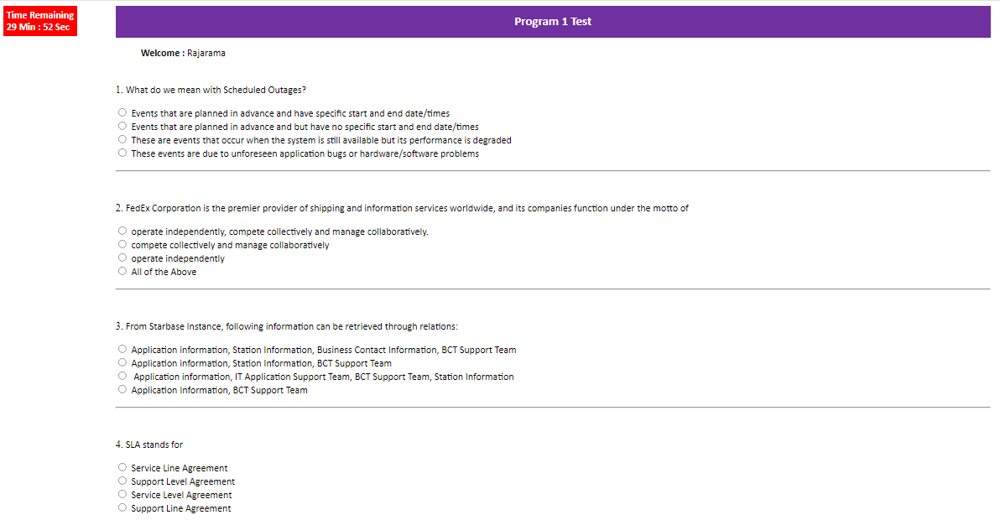 Time Remaining
29 Min : 52 Sec
Program 1 Test
Welcome : Rajarama
1. What do we mean with Scheduled Outages?
Events that are planned in advance and have specific start and end date/times
Events that are planned in advance and but have no specific start and end date/times
These are events that occur when the system is still available but its performance is degraded
These events are due to unforeseen application bugs or hardware/software problems
2. FedEx Corporation is the premier provider of shipping and information services worldwide, and its companies function under the motto of
operate independently, compete collectively and manage collaboratively.
compete collectively and manage collaboratively
operate independently
All of the Above
3. From Starbase Instance, following information can be retrieved through relations:
Application information, Station Information, Business Contact Information, BCT Support Team
Application information, Station Information, BCT Support Team
Application information, IT Application Support Team, BCT Support Team, Station Information
Application Information, BCT Support Team
4. SLA stands for
Service Line Agreement
Support Level Agreement
Service Level Agreement
Support Line Agreement